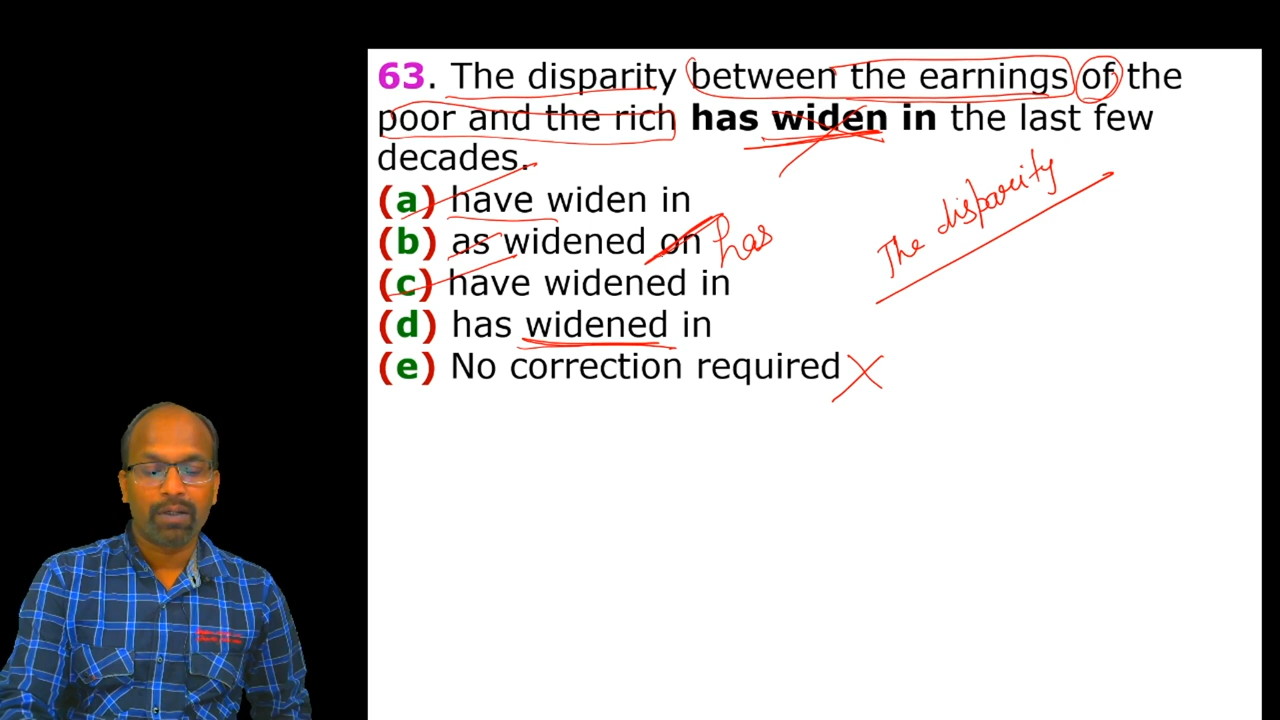 63. The disparity between the earnings of the
poor and the rich has widen in the last few
decades.
(a) have widen in
(b) as widened on has
(c) have widened in
(d) has widened in
(e) No correction required
The disparity